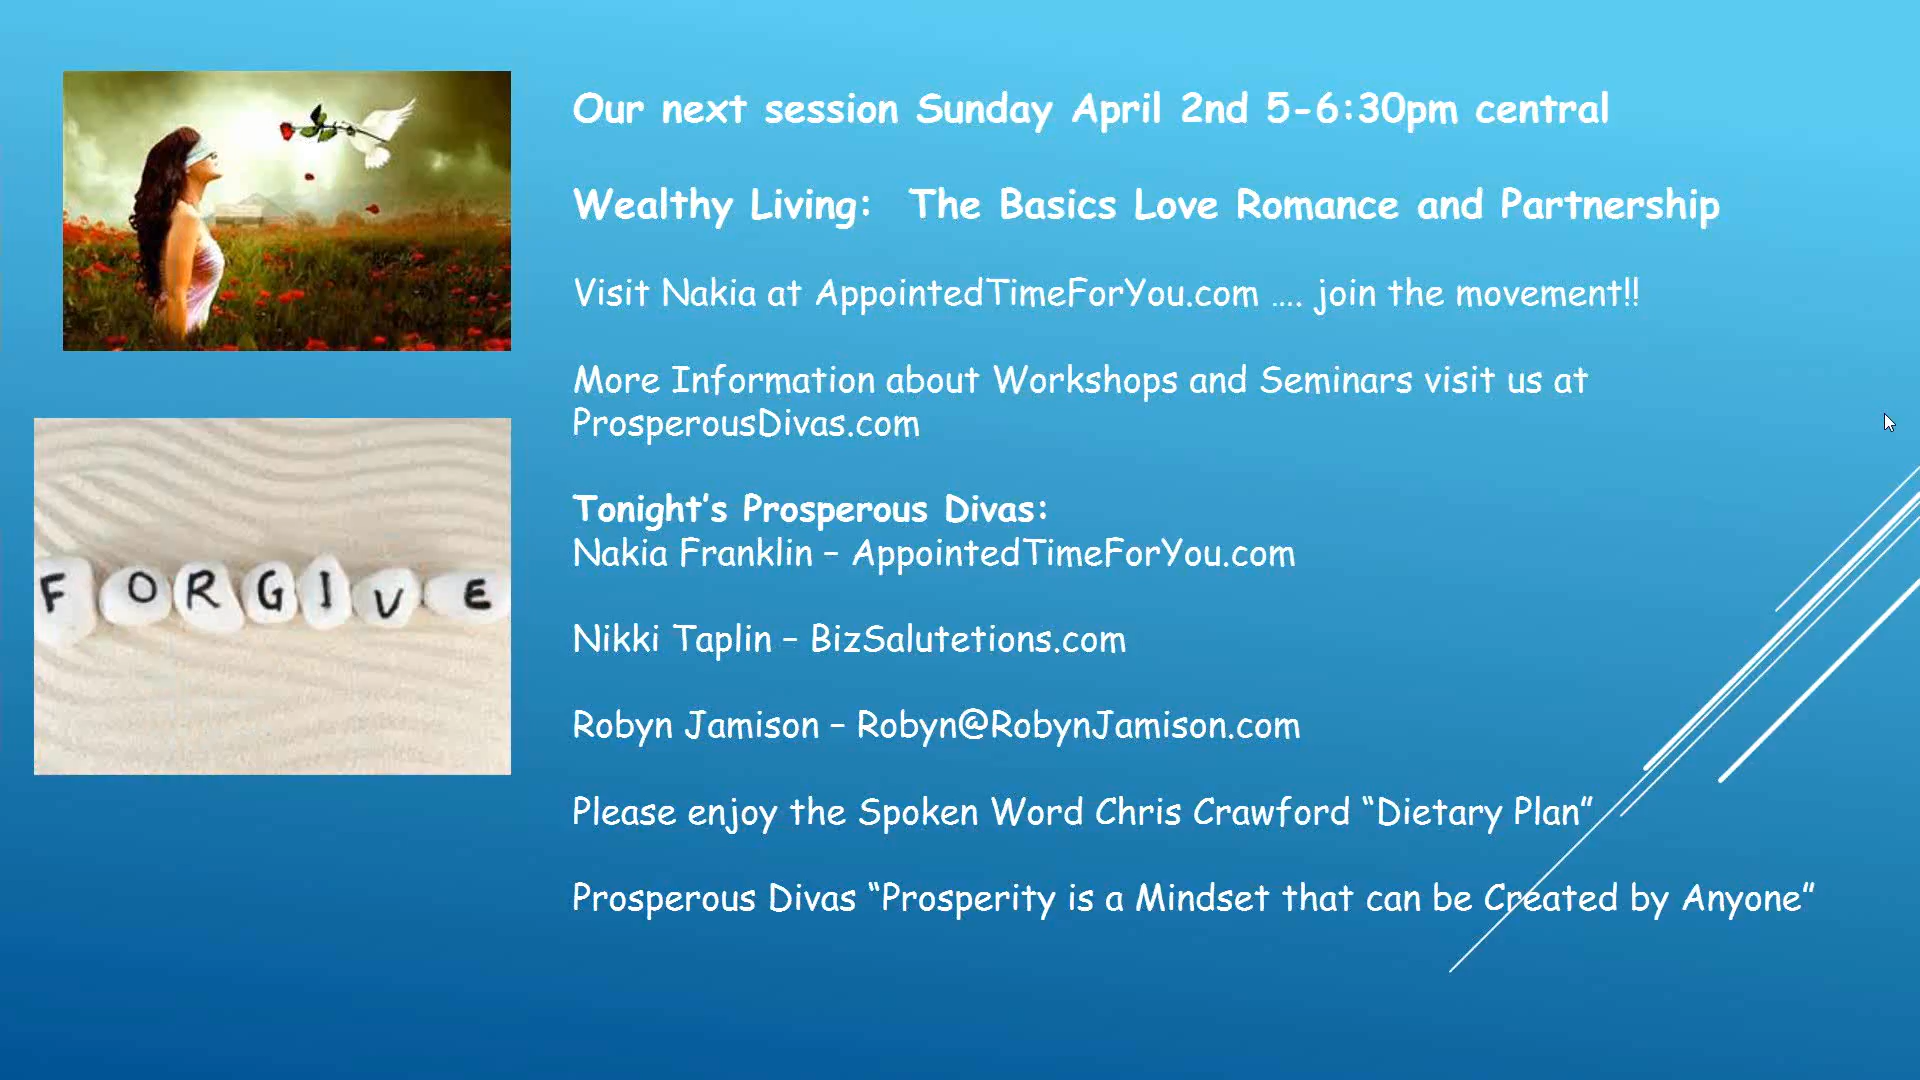 Our next session Sunday April 2nd 5-6:30pm central
Wealthy Living:  The Basics Love Romance and Partnership
Visit Nakia at AppointedTimeForYou.com .... join the movement!!
More Information about Workshops and Seminars visit us at
ProsperousDivas.com
Tonight's Prosperous Divas:
Nakia Franklin – AppointedTimeForYou.com
Nikki Taplin – BizSalutetions.com
Robyn Jamison – Robyn@RobynJamison.com
Please enjoy the Spoken Word Chris Crawford “Dietary Plan”
Prosperous Divas “Prosperity is a Mindset that can be Created by Anyone”
FORGIVE